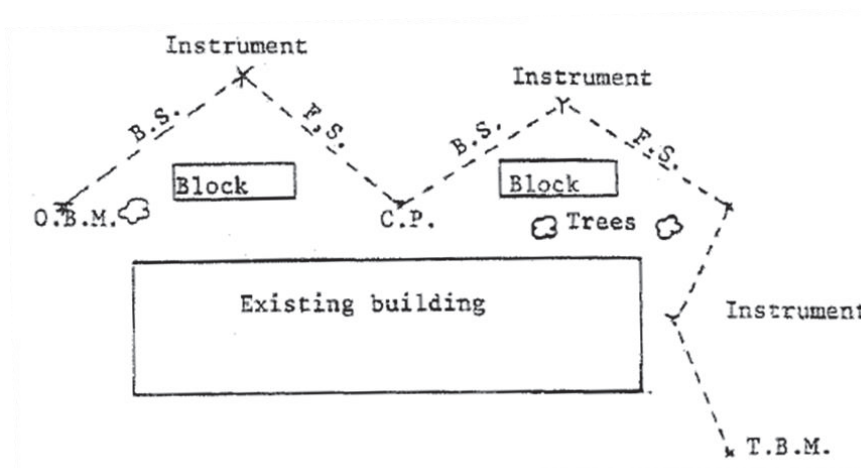 Instrument
Instrument
B.S.
F.S.
B.S.
F.S.
Block
Block
O.B.M.
C.P.
Trees
Existing building
Instrument
T.B.M.